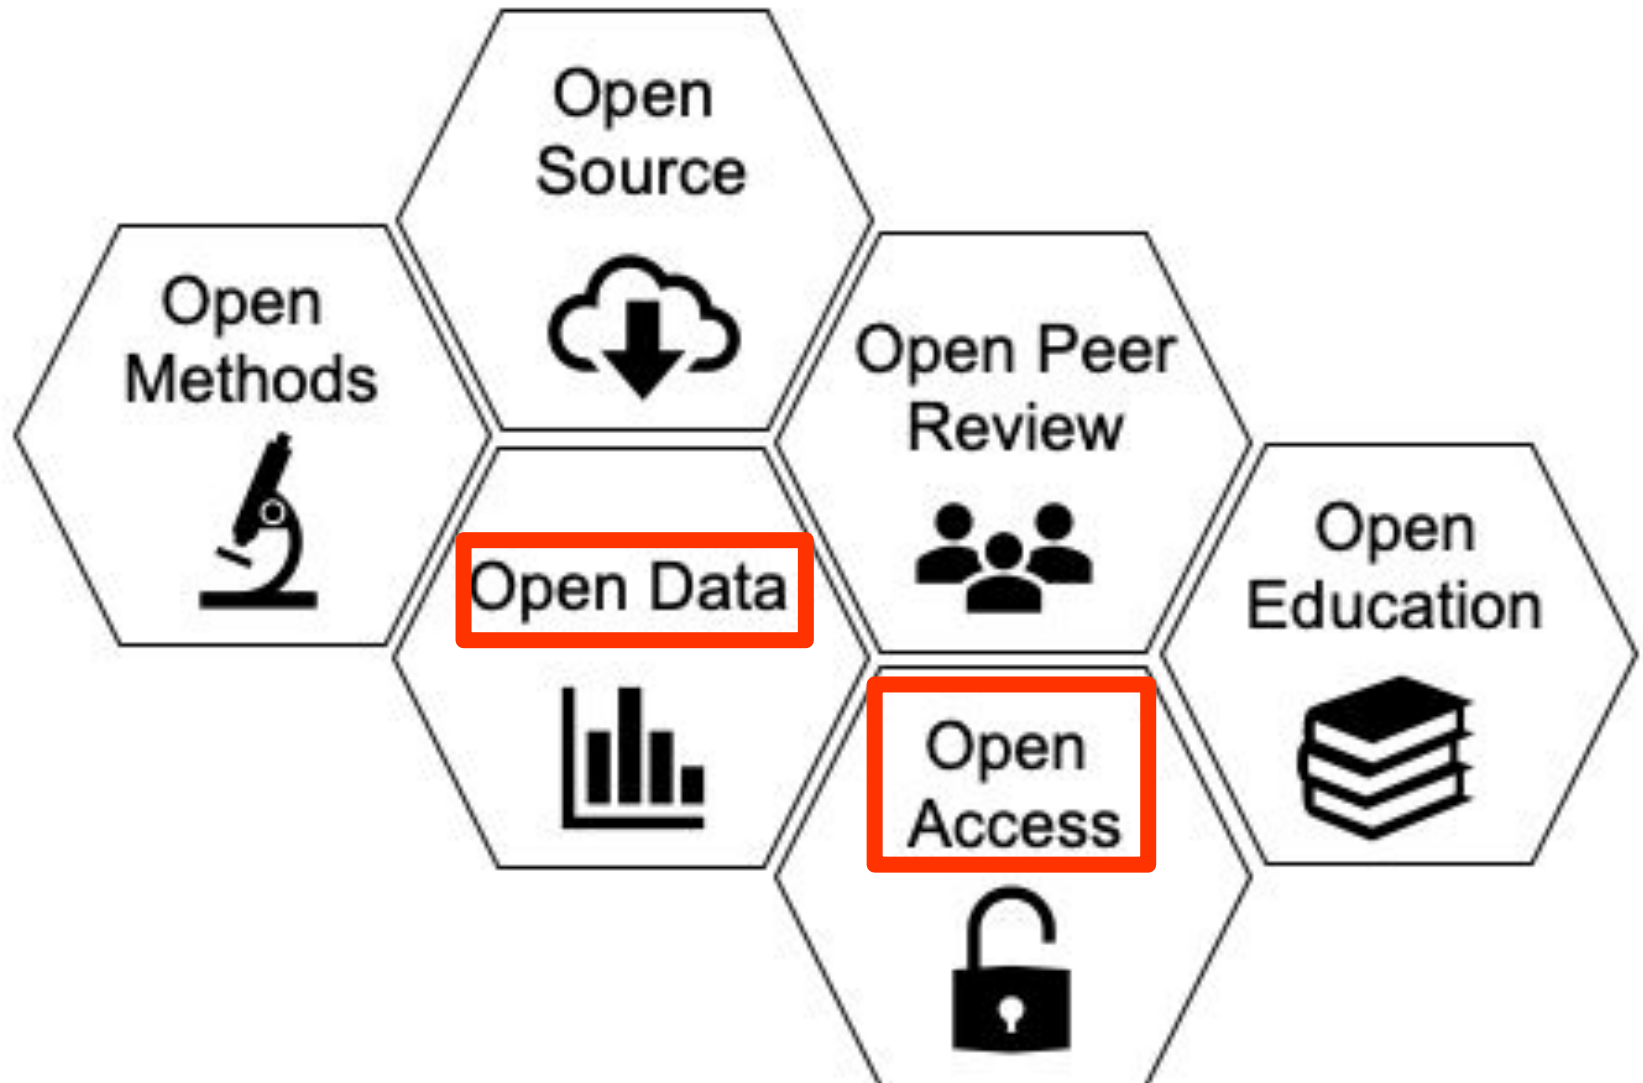 Open
Source
Open
Methods
Open Peer
Review
Open Data
Open
Education
Open
Access